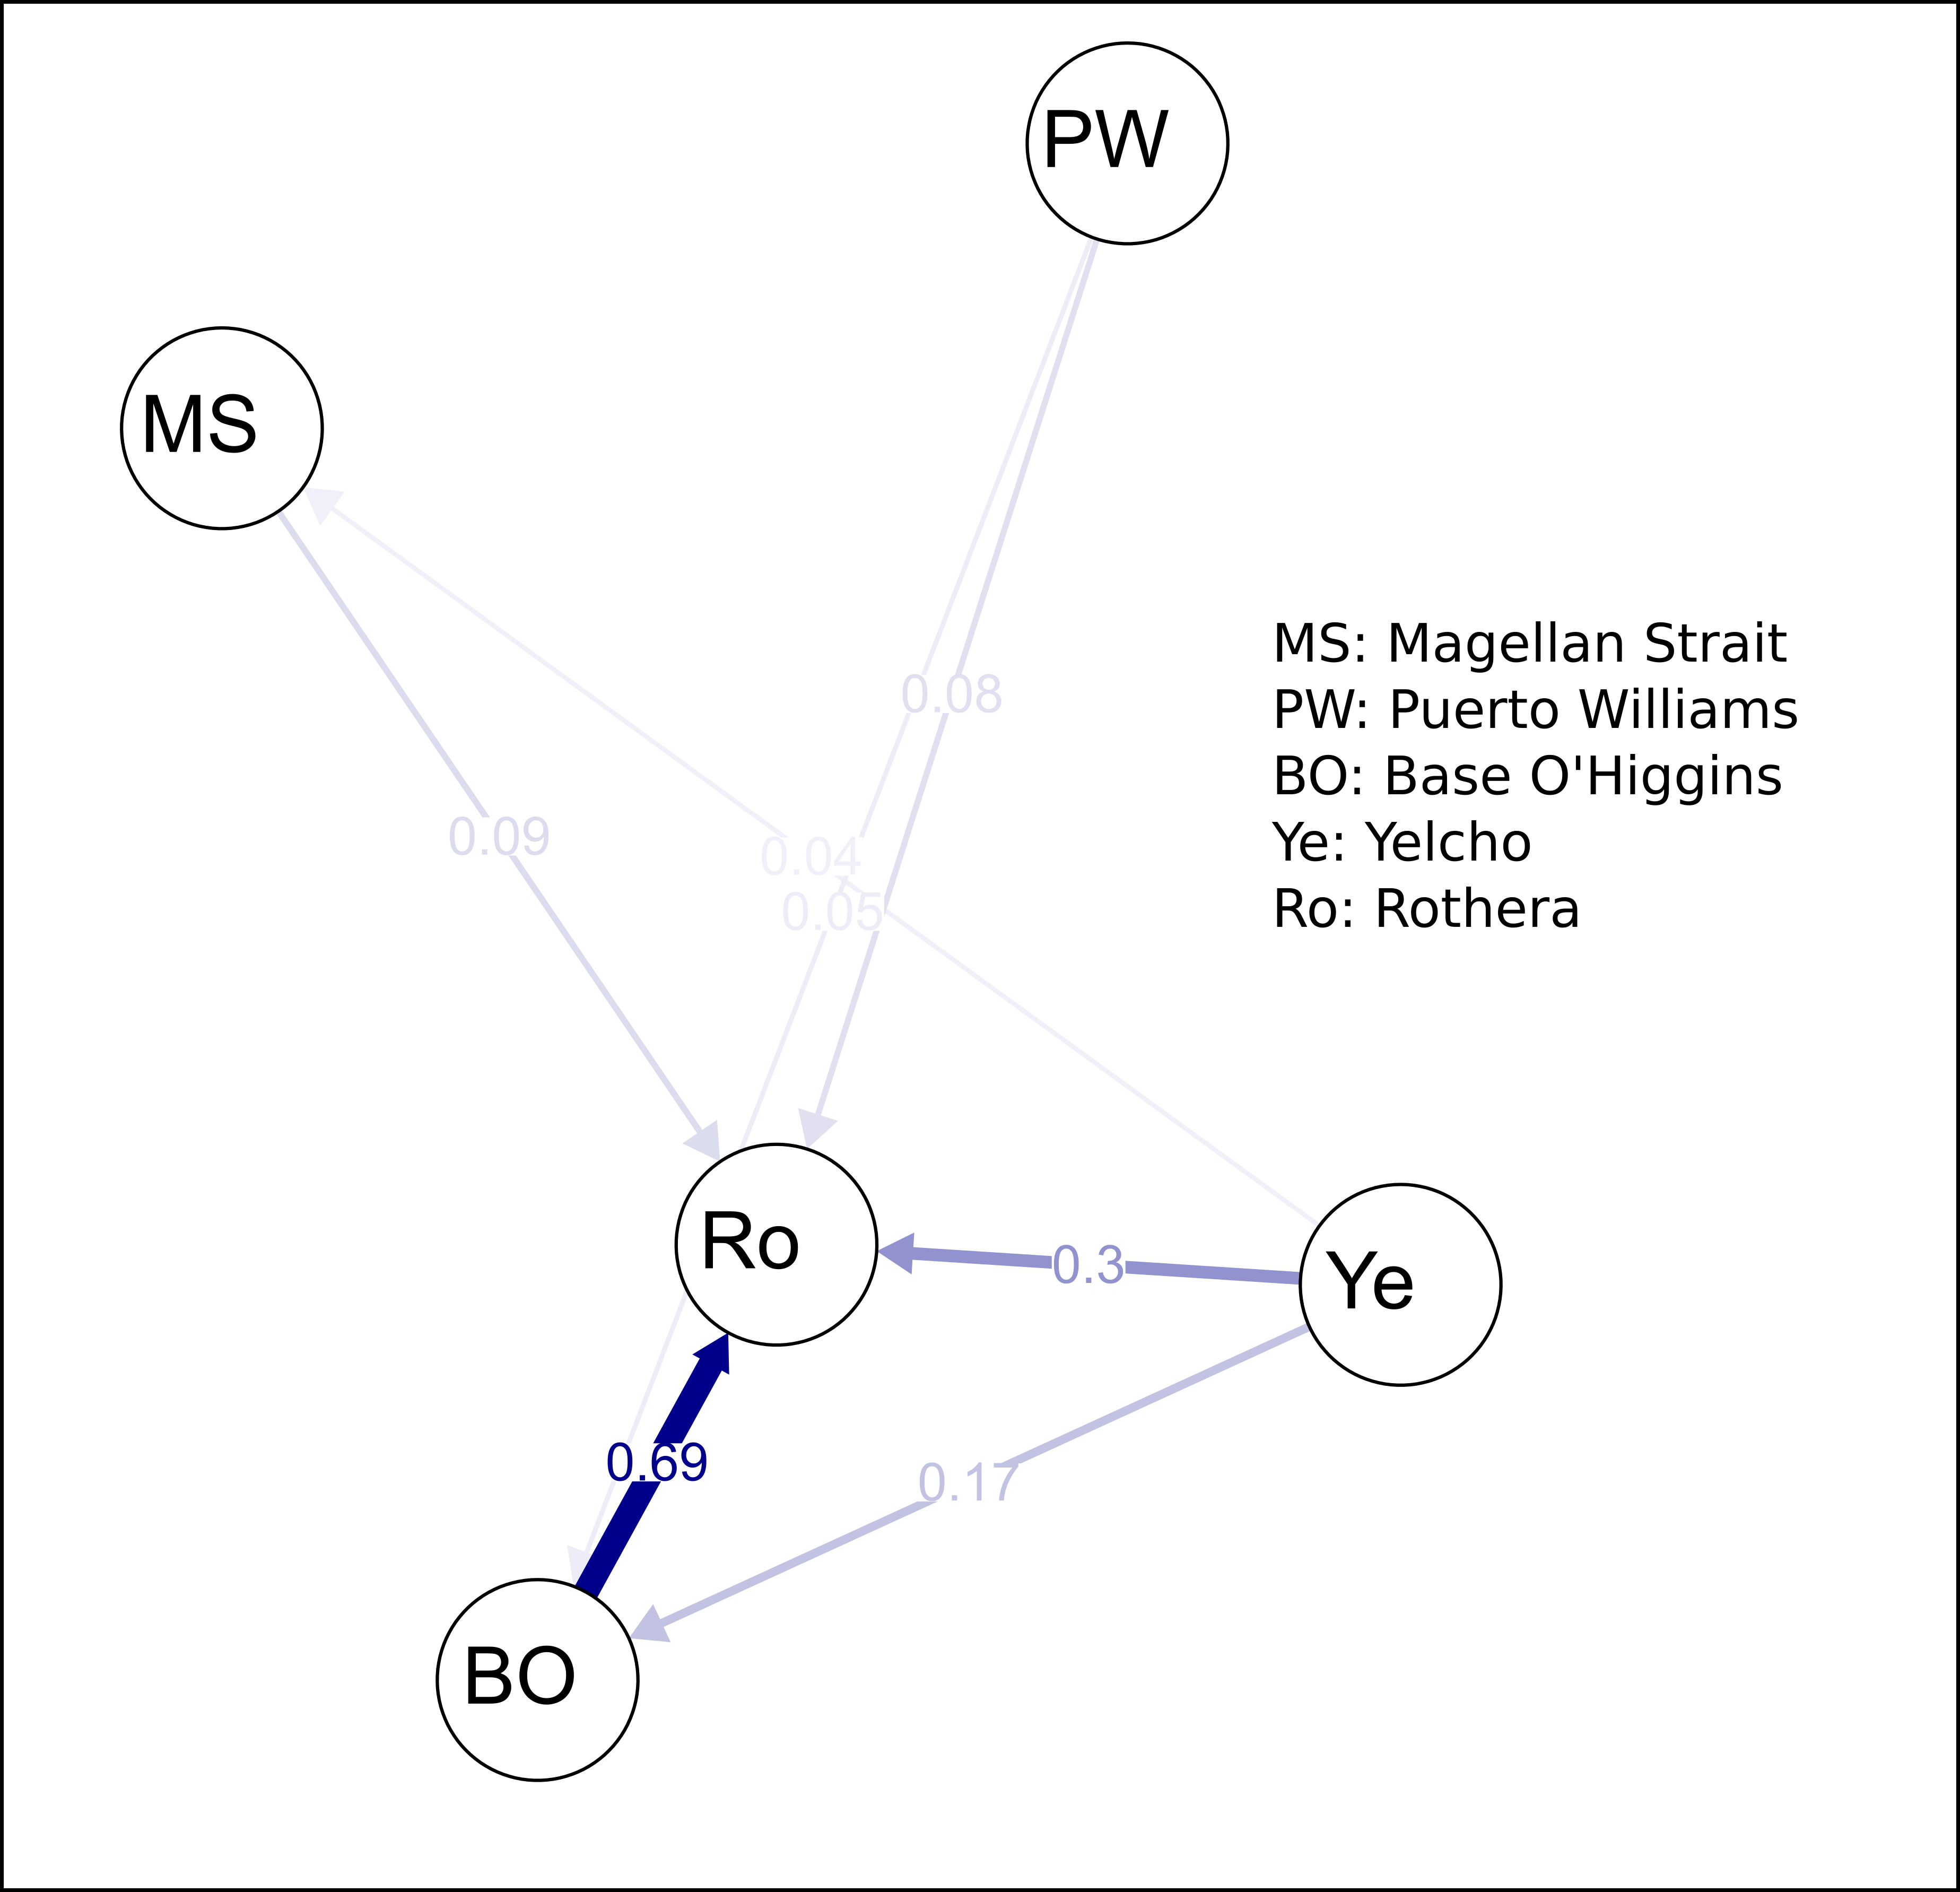 PW
MS
MS: Magellan Strait
PW: Puerto Williams
BO: Base O'Higgins
Ye: Yelcho
Ro: Rothera
0.08
0.09
0.04
0.05
Ro
0.3
Ye
0.69
0.17
BO